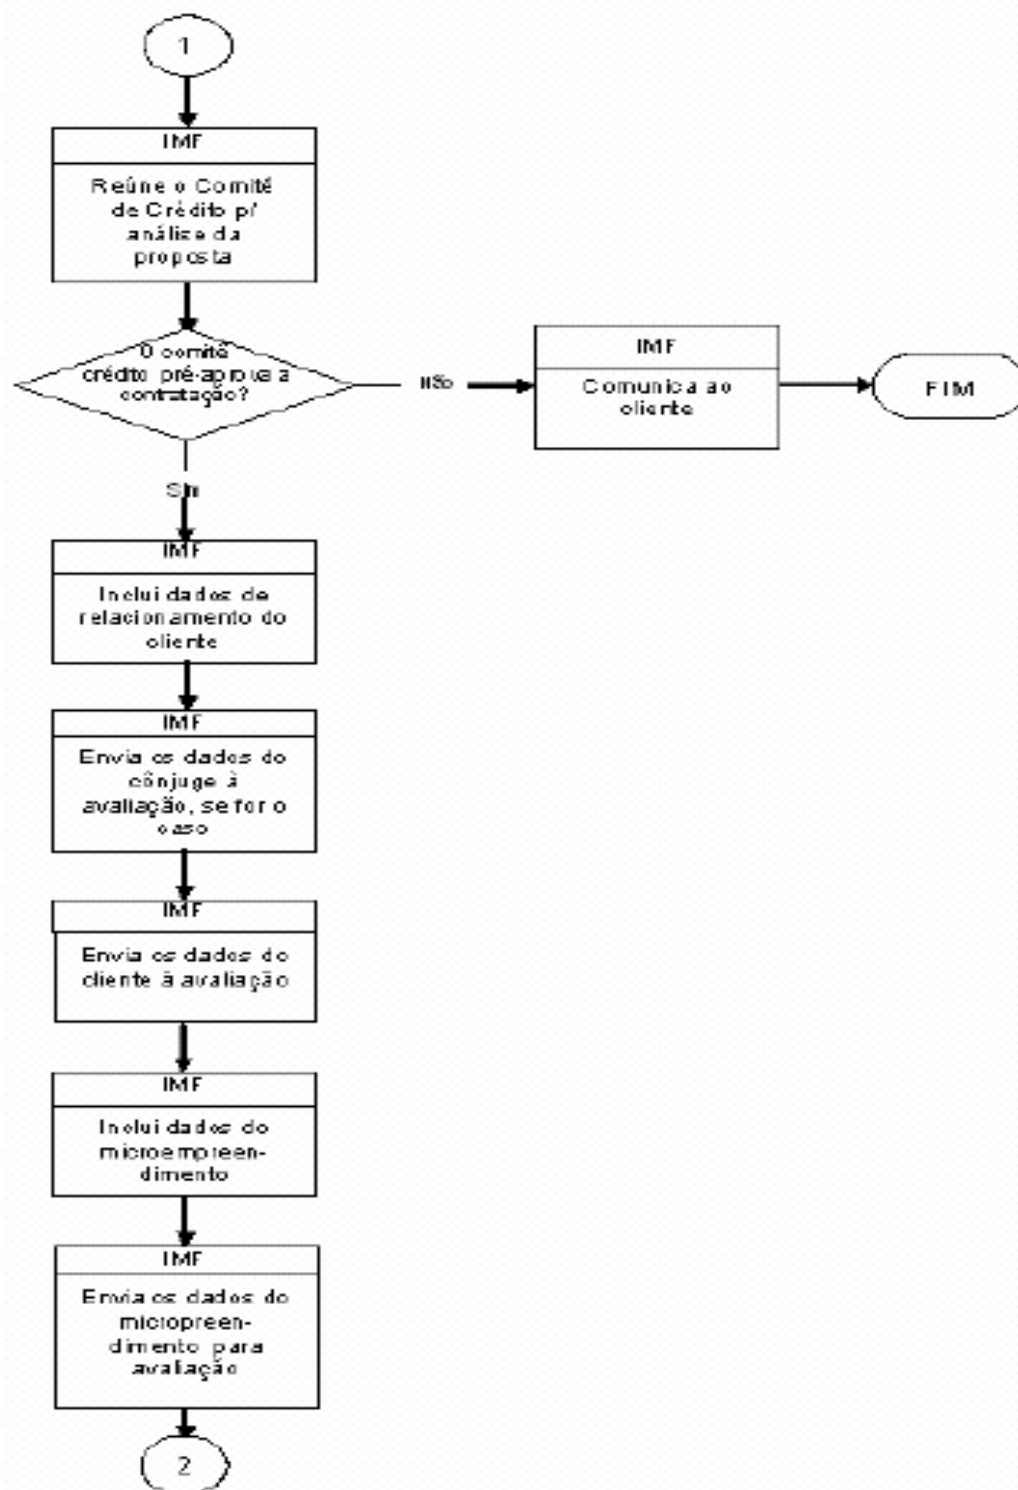 1
IMF
Reúne o Comitê
de Crédito p/
análise da
proposta
O comitê
crédito pré-aprova a
contratação?
não
IMF
Comunica ao
cliente
FIM
Sim
IMF
Inclui dados de
relacionamento do
cliente
IMF
Envia os dados do
cônjuge à
avaliação, se for o
caso
IMF
Envia os dados do
cliente à avaliação
IMF
Inclui dados do
microempreen-
dimento
IMF
Envia os dados do
micropreen-
dimento para
avaliação
2